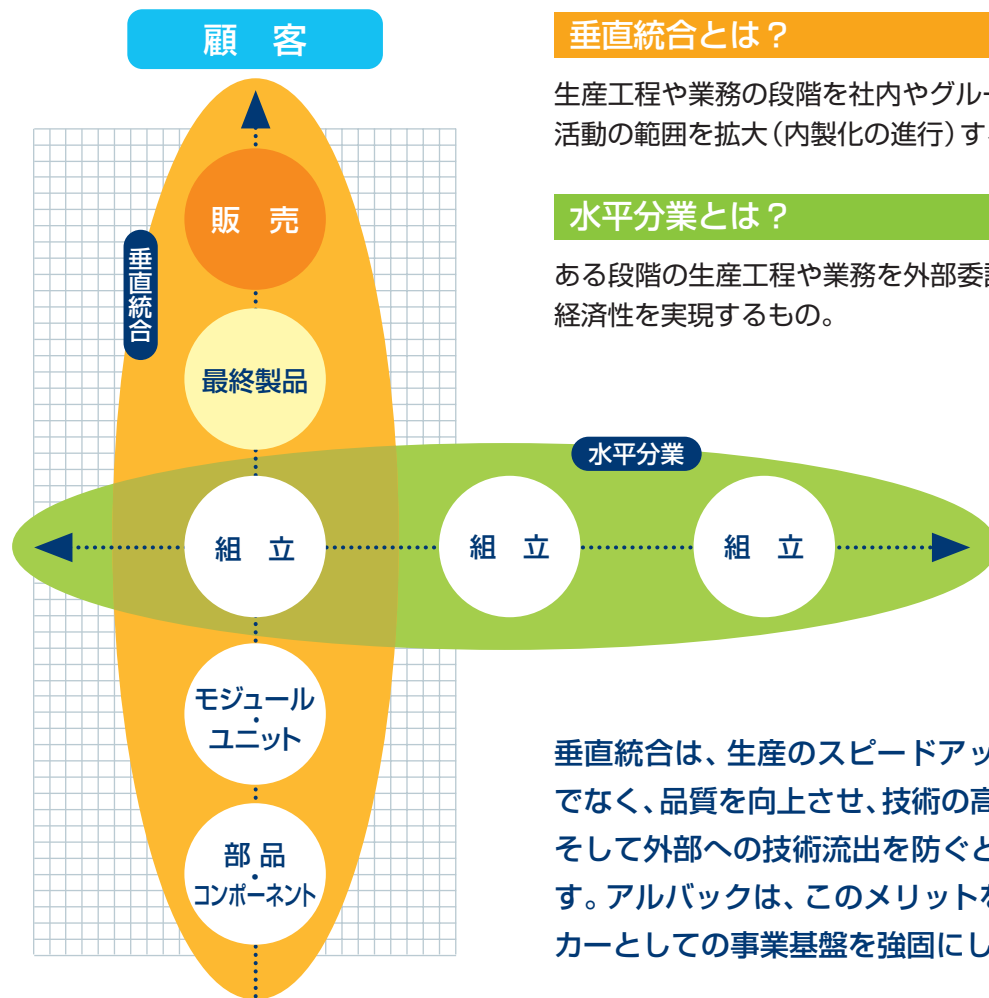 顧 客
垂直統合
販 売
最終製品
水平分業
組 立
組 立
組 立
モジュール
・
ユニット
部 品
・
コンポーネント
垂直統合とは?
生産工程や業務の段階を社内やグルー
活動の範囲を拡大(内製化の進行)す
水平分業とは?
ある段階の生産工程や業務を外部委
経済性を実現するもの。
垂直統合は、生産のスピードアッ
でなく、品質を向上させ、技術の高
そして外部への技術流出を防ぐと
す。アルバックは、このメリット
カーとしての事業基盤を強固にし